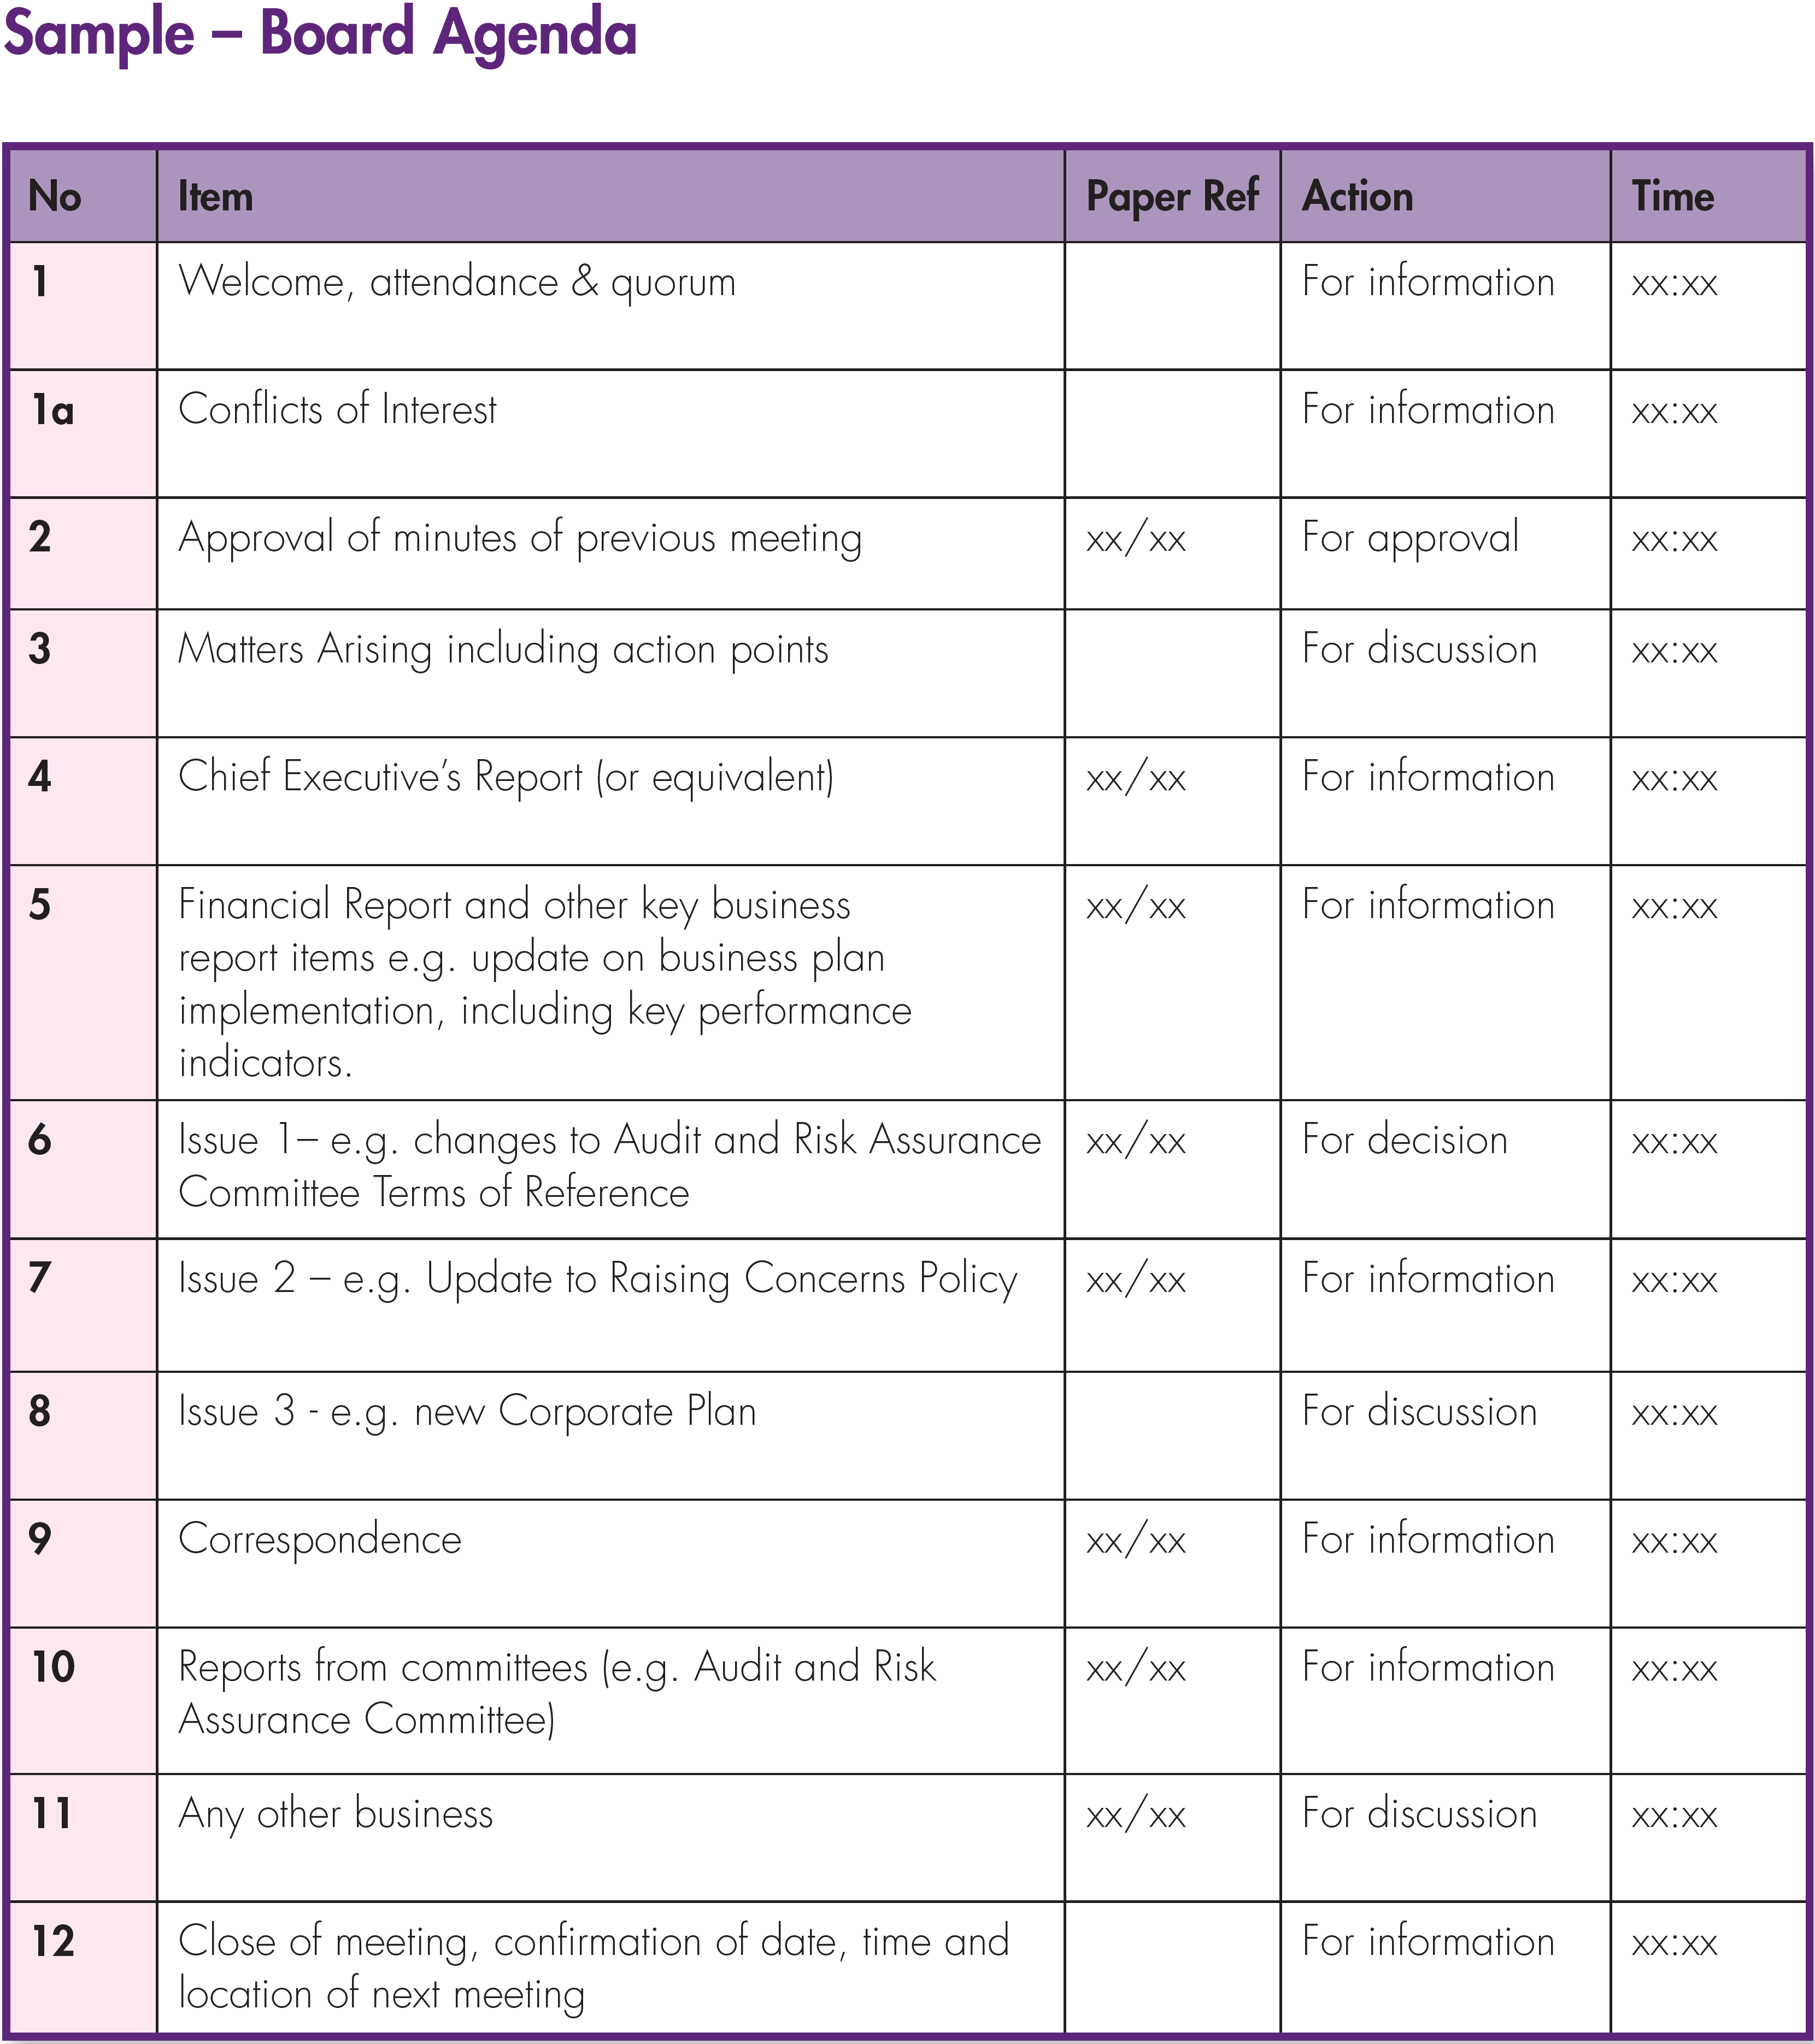 Sample – Board Agenda
No Item Paper Ref Action Time
1 Welcome, attendance & quorum For information xx:xx
1a Conflicts of Interest For information xx:xx
2 Approval of minutes of previous meeting xx/xx For approval xx:xx
3 Matters Arising including action points For discussion xx:xx
4 Chief Executive’s Report (or equivalent) xx/xx For information xx:xx
5 Financial Report and other key business xx/xx For information xx:xx
report items e.g. update on business plan
implementation, including key performance
indicators.
6 Issue 1– e.g. changes to Audit and Risk Assurance xx/xx For decision xx:xx
Committee Terms of Reference
7 Issue 2 – e.g. Update to Raising Concerns Policy xx/xx For information xx:xx
8 Issue 3 - e.g. new Corporate Plan For discussion xx:xx
9 Correspondence xx/xx For information xx:xx
10 Reports from committees (e.g. Audit and Risk xx/xx For information xx:xx
Assurance Committee)
11 Any other business xx/xx For discussion xx:xx
12 Close of meeting, confirmation of date, time and For information xx:xx
location of next meeting